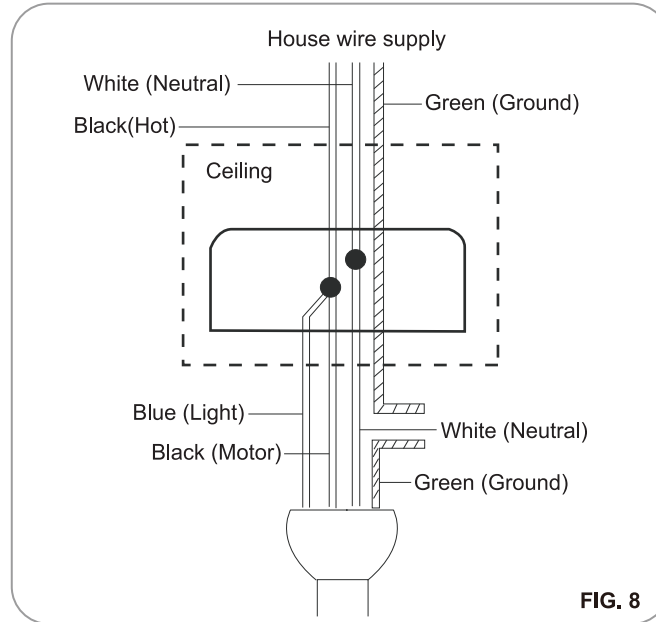 House wire supply
White (Neutral)
Green (Ground)
Black(Hot)
Ceiling
Blue (Light)
White (Neutral)
Black (Motor)
Green (Ground)
FIG. 8